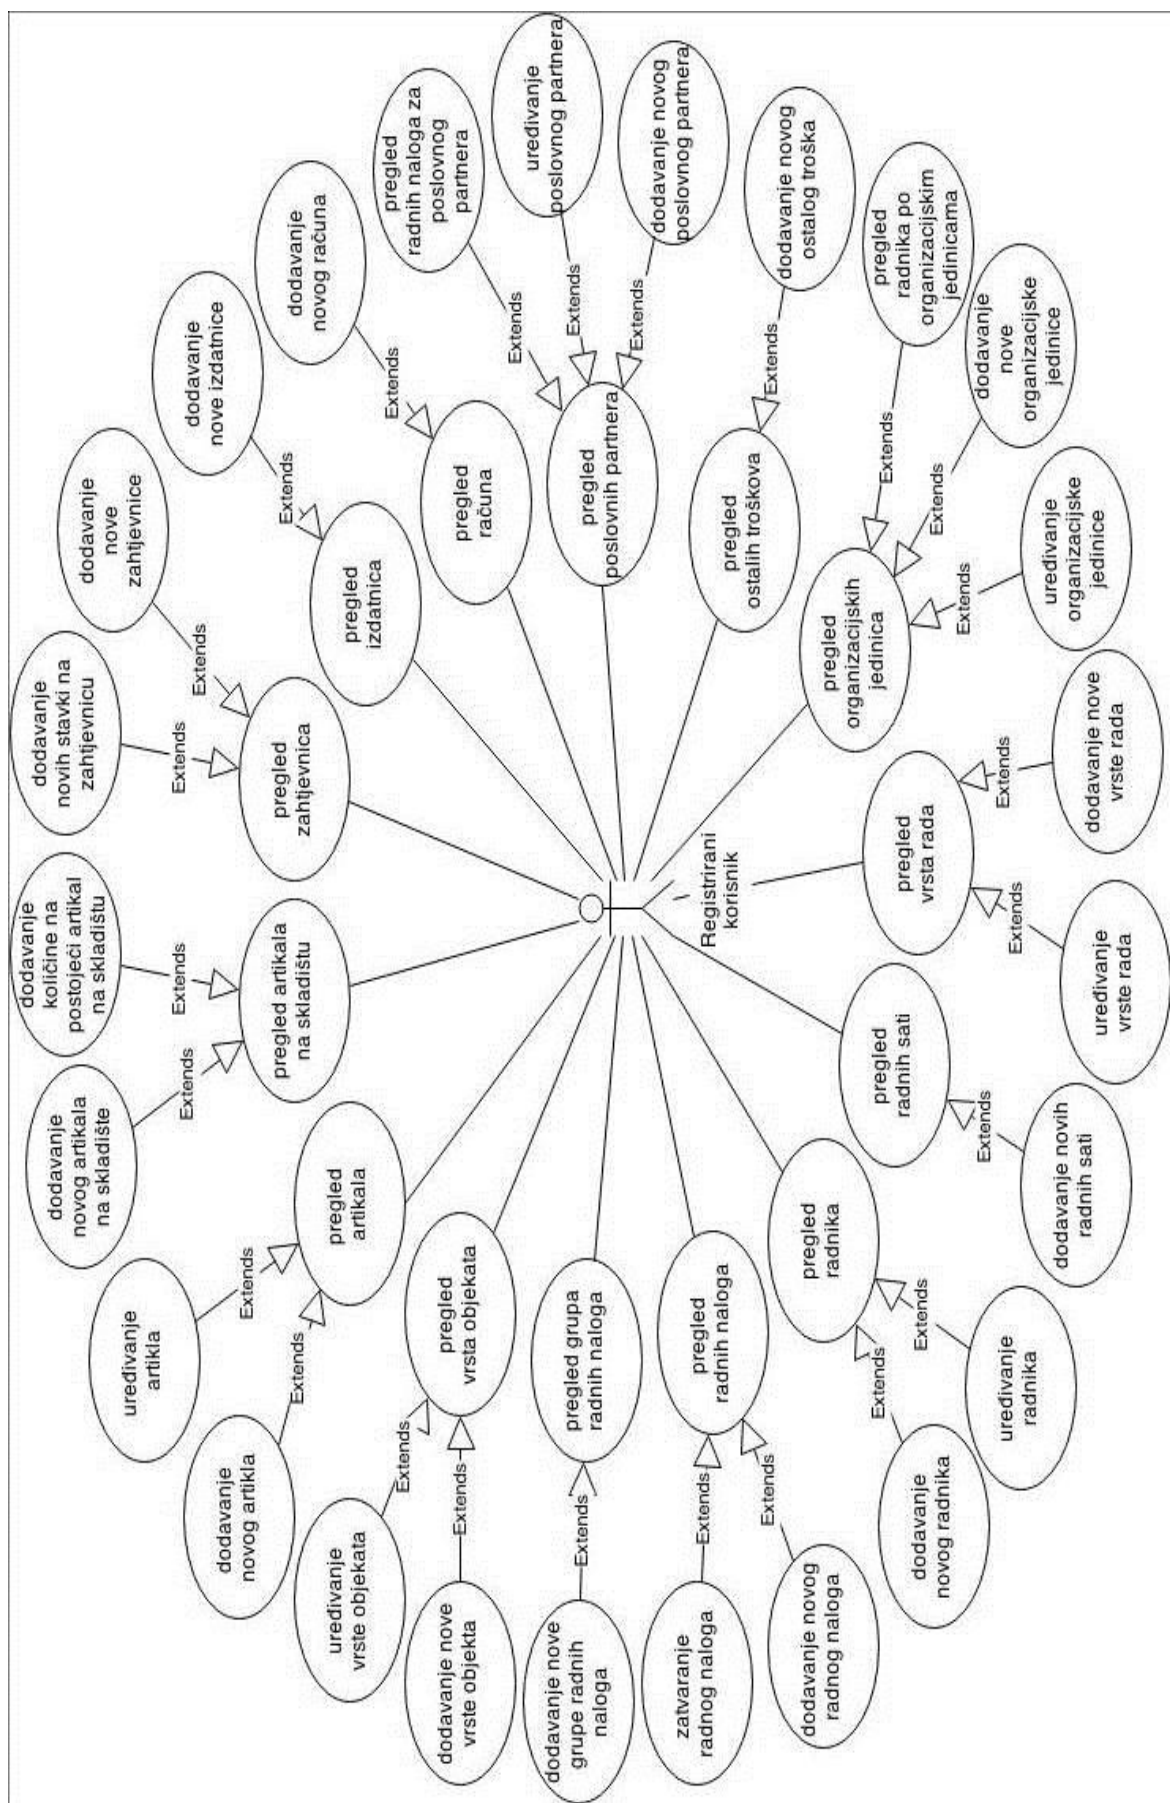 dodavanje
količine na
postojeći artikal
na skladištu
Extends
dodavanje
novog artikala
na skladište
Extends
pregled artikala
na skladištu
dodavanje
novih stavki na
zahtjevnicu
Extends
dodavanje
nove
zahtjevnice
Extends
pregled
zahtjevnica
dodavanje
nove izdatnice
Extends
pregled
izdatnica
dodavanje
novog računa
Extends
pregled
računa
pregled
radnih naloga za
poslovnog
partnera
Extends
uređivanje
poslovnog partnera
Extends
dodavanje novog
poslovnog partnera
Extends
pregled
poslovnih partnera
dodavanje novog
ostalog troška
Extends
pregled
ostalih troškova
pregled
radnika po
organizacijskim
jedinicama
Extends
dodavanje
nove
organizacijske
jedinice
Extends
uređivanje
organizacijske
jedinice
Extends
pregled
organizacijskih
jedinica
dodavanje nove
vrste rada
Extends
uređivanje
vrste rada
Extends
pregled
vrsta rada
Registrirani
korisnik
dodavanje novih
radnih sati
Extends
pregled
radnih sati
uređivanje
radnika
Extends
dodavanje
novog radnika
Extends
pregled
radnika
dodavanje novog
radnog naloga
Extends
zatvaranje
radnog naloga
Extends
pregled
radnih naloga
dodavanje nove
grupe radnih
naloga
Extends
pregled grupa
radnih naloga
dodavanje nove
vrste objekta
Extends
uređivanje
vrste objekata
Extends
pregled
vrsta objekata
dodavanje
novog artikla
Extends
uređivanje
artikla
Extends
pregled
artikala